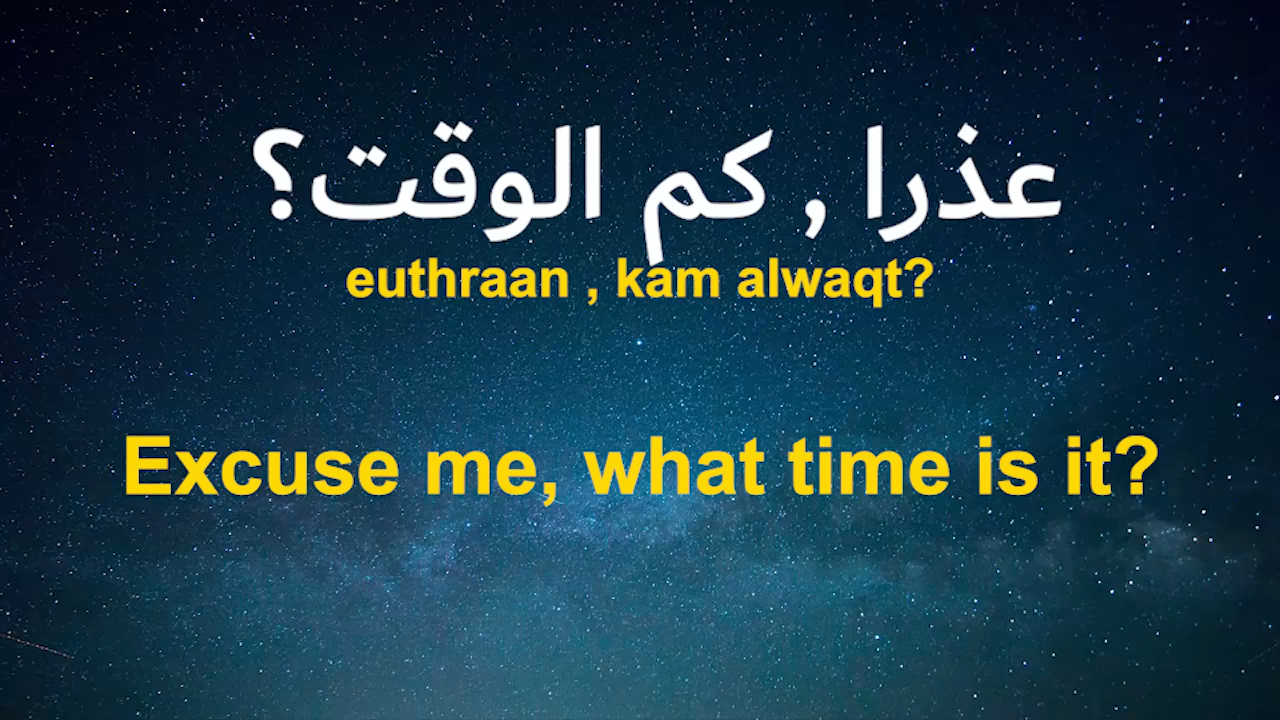 عذرا , كم الوقت؟
euthraan , kam alwaqt?
Excuse me, what time is it?